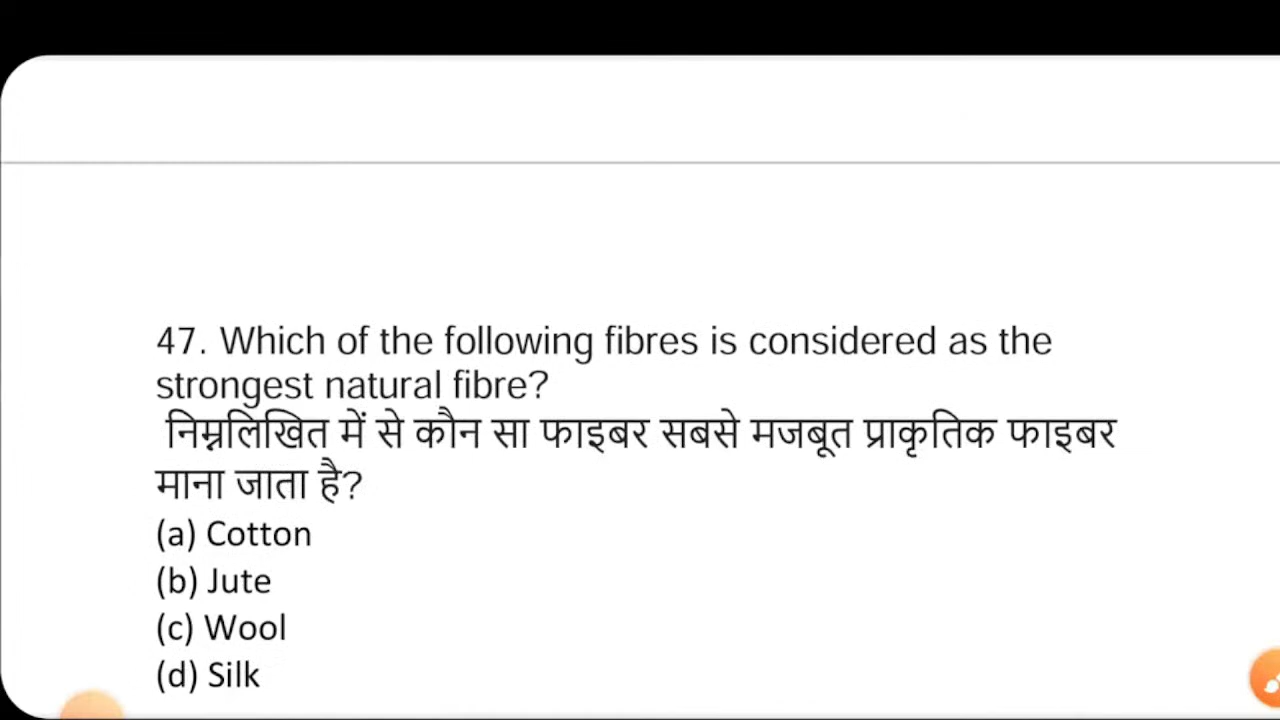 47. Which of the following fibres is considered as the
strongest natural fibre?
निम्नलिखित में से कौन सा फाइबर सबसे मजबूत प्राकृतिक फाइबर
माना जाता है?
(a) Cotton
(b) Jute
(c) Wool
(d) Silk